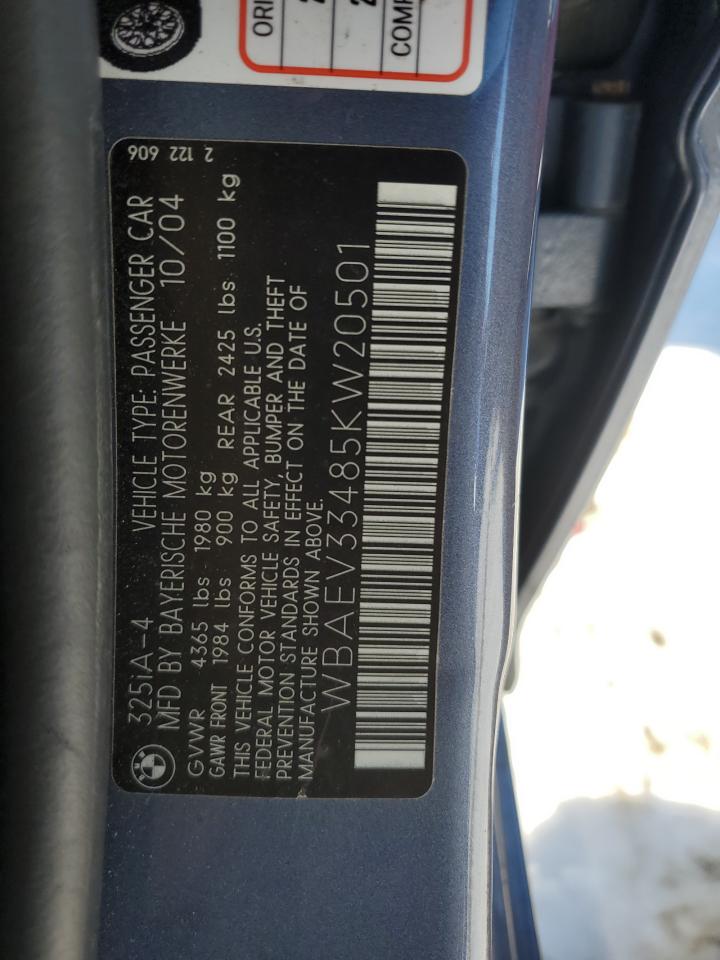 ORI
COMP
2 122 606
325iA-4 VEHICLE TYPE: PASSENGER CAR
MFD BY BAYERISCHE MOTORENWERKE 10/04
GVWR 4365 lbs 1980 kg
GAWR FRONT 1984 lbs 900 kg REAR 2425 lbs 1100 kg
THIS VEHICLE CONFORMS TO ALL APPLICABLE U.S.
FEDERAL MOTOR VEHICLE SAFETY, BUMPER AND THEFT
PREVENTION STANDARDS IN EFFECT ON THE DATE OF
MANUFACTURE SHOWN ABOVE.
WBAEV33485KW20501